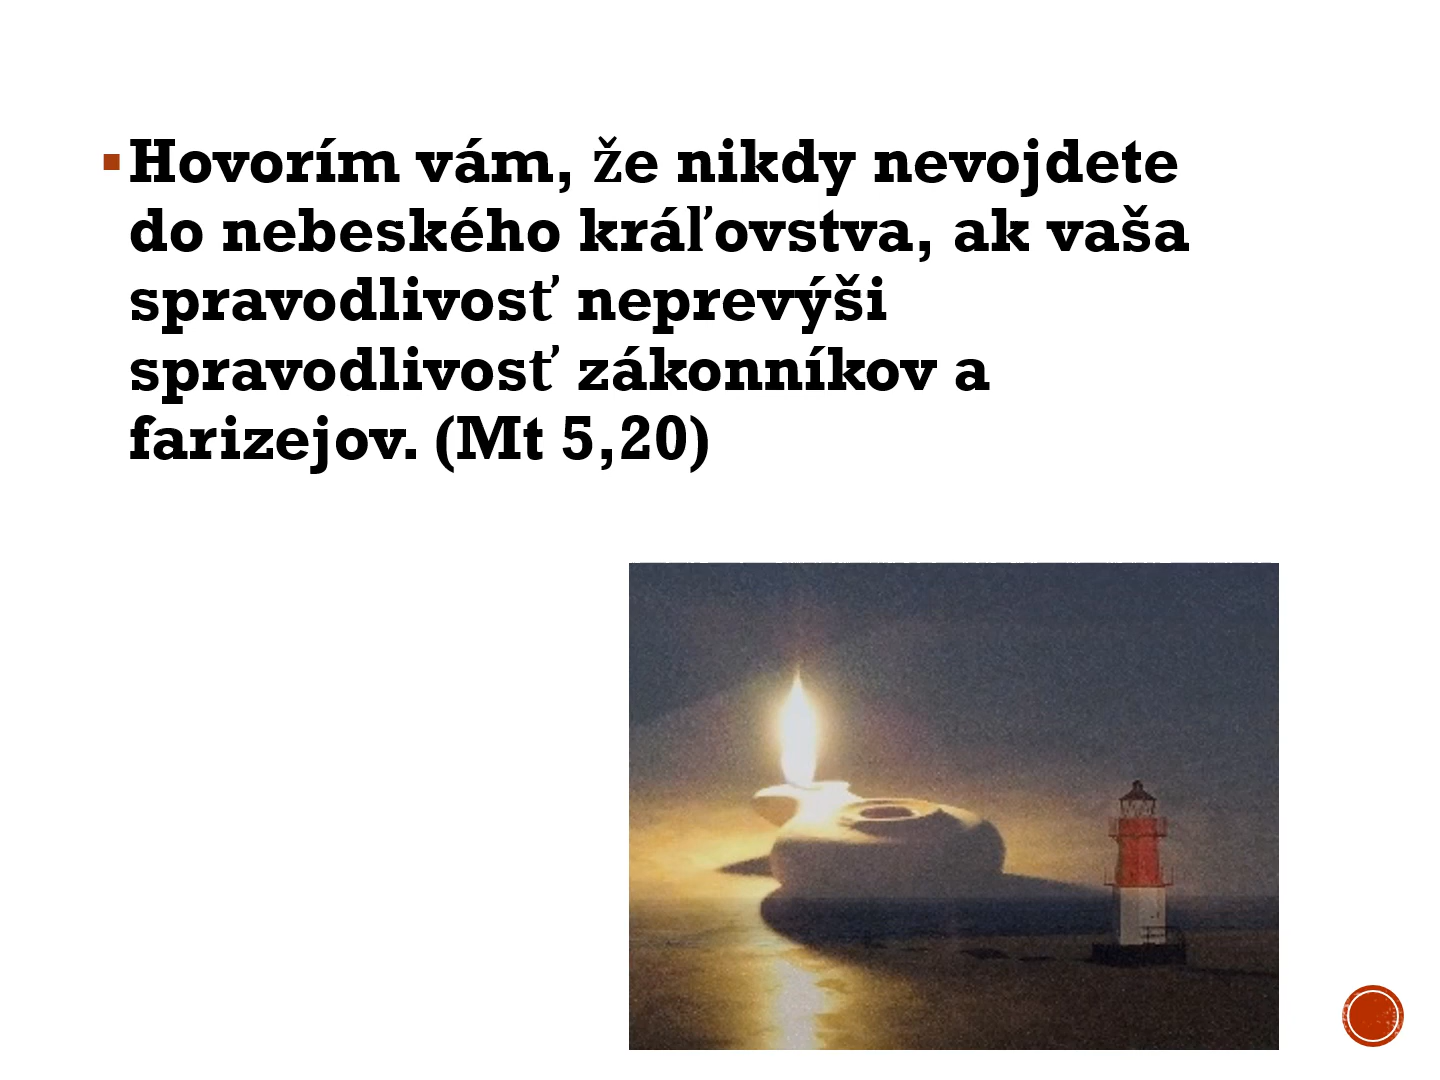 ▪Hovorím vám, že nikdy nevojdete
do nebeského kráľovstva, ak vaša
spravodlivosť neprevýši
spravodlivosť zákonníkov a
farizejov. (Mt 5,20)